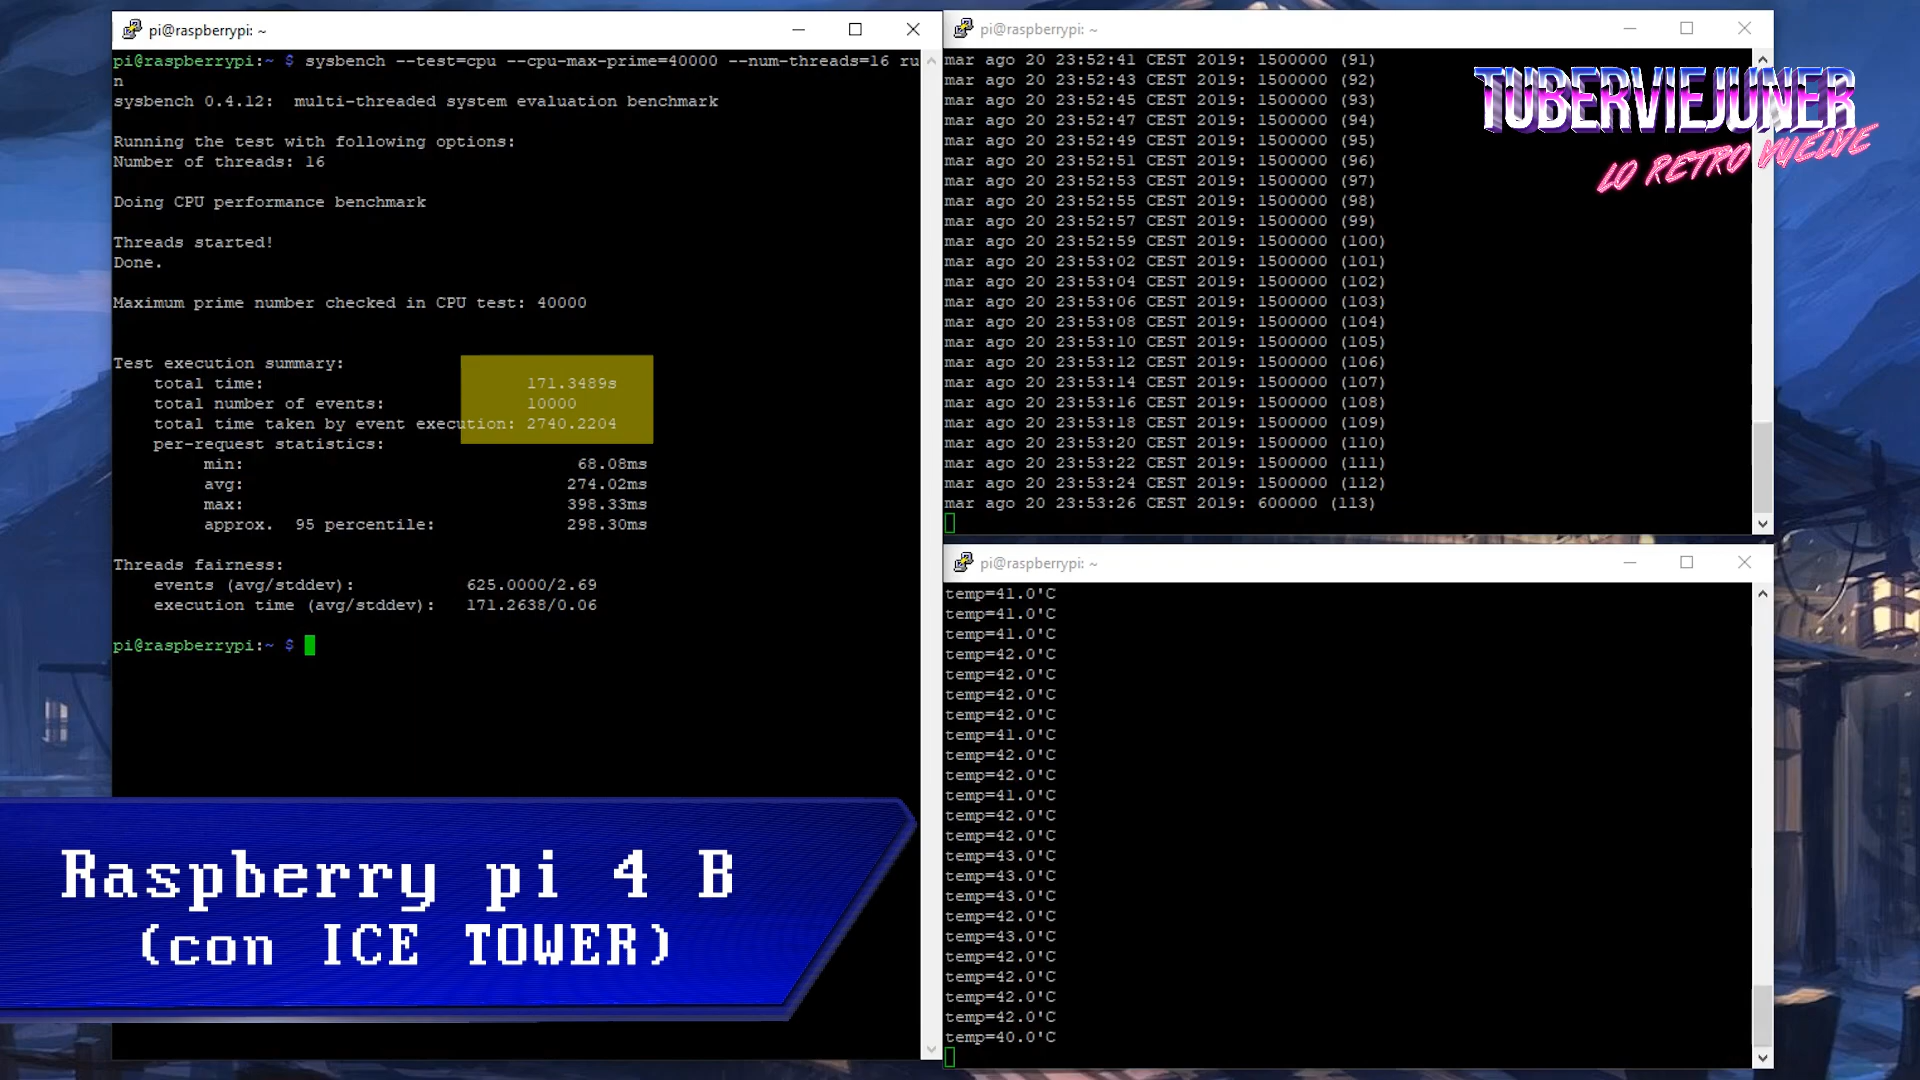 pi@raspberrypi: ~
pi@raspberrypi:~ $ sysbench --test=cpu --cpu-max-prime=40000 --num-threads=16 ru
n
sysbench 0.4.12:  multi-threaded system evaluation benchmark
Running the test with following options:
Number of threads: 16
Doing CPU performance benchmark
Threads started!
Done.
Maximum prime number checked in CPU test: 40000
Test execution summary:
total time: 171.3489s
total number of events: 10000
total time taken by event execution: 2740.2204
per-request statistics:
min: 68.08ms
avg: 274.02ms
max: 398.33ms
approx.  95 percentile: 298.30ms
Threads fairness:
events (avg/stddev): 625.0000/2.69
execution time (avg/stddev): 171.2638/0.06
pi@raspberrypi:~ $
Raspberry pi 4 B
(con ICE TOWER)
pi@raspberrypi: ~
mar ago 20 23:52:41 CEST 2019: 1500000 (91)
mar ago 20 23:52:43 CEST 2019: 1500000 (92)
mar ago 20 23:52:45 CEST 2019: 1500000 (93)
mar ago 20 23:52:47 CEST 2019: 1500000 (94)
mar ago 20 23:52:49 CEST 2019: 1500000 (95)
mar ago 20 23:52:51 CEST 2019: 1500000 (96)
mar ago 20 23:52:53 CEST 2019: 1500000 (97)
mar ago 20 23:52:55 CEST 2019: 1500000 (98)
mar ago 20 23:52:57 CEST 2019: 1500000 (99)
mar ago 20 23:52:59 CEST 2019: 1500000 (100)
mar ago 20 23:53:02 CEST 2019: 1500000 (101)
mar ago 20 23:53:04 CEST 2019: 1500000 (102)
mar ago 20 23:53:06 CEST 2019: 1500000 (103)
mar ago 20 23:53:08 CEST 2019: 1500000 (104)
mar ago 20 23:53:10 CEST 2019: 1500000 (105)
mar ago 20 23:53:12 CEST 2019: 1500000 (106)
mar ago 20 23:53:14 CEST 2019: 1500000 (107)
mar ago 20 23:53:16 CEST 2019: 1500000 (108)
mar ago 20 23:53:18 CEST 2019: 1500000 (109)
mar ago 20 23:53:20 CEST 2019: 1500000 (110)
mar ago 20 23:53:22 CEST 2019: 1500000 (111)
mar ago 20 23:53:24 CEST 2019: 1500000 (112)
mar ago 20 23:53:26 CEST 2019: 600000 (113)
TUBERVIEJUNER
LO RETRO VUELVE
pi@raspberrypi: ~
temp=41.0'C
temp=41.0'C
temp=41.0'C
temp=42.0'C
temp=42.0'C
temp=42.0'C
temp=42.0'C
temp=41.0'C
temp=42.0'C
temp=42.0'C
temp=41.0'C
temp=42.0'C
temp=42.0'C
temp=43.0'C
temp=43.0'C
temp=43.0'C
temp=42.0'C
temp=43.0'C
temp=42.0'C
temp=42.0'C
temp=42.0'C
temp=42.0'C
temp=40.0'C